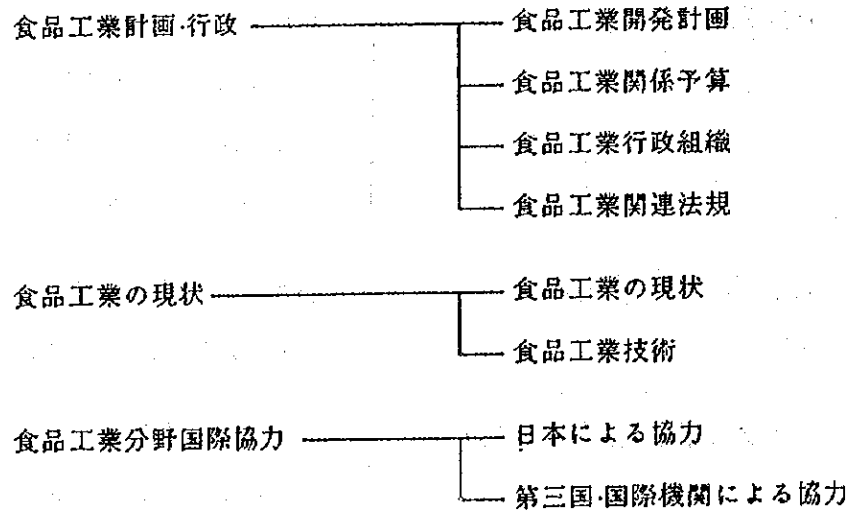 食品工業計画·行政 食品工業開発計画
食品工業関係予算
食品工業行政組織
食品工業関連法規
食品工業の現状 食品工業の現状
食品工業技術
食品工業分野国際協力 日本による協力
第三国·国際機関による協力